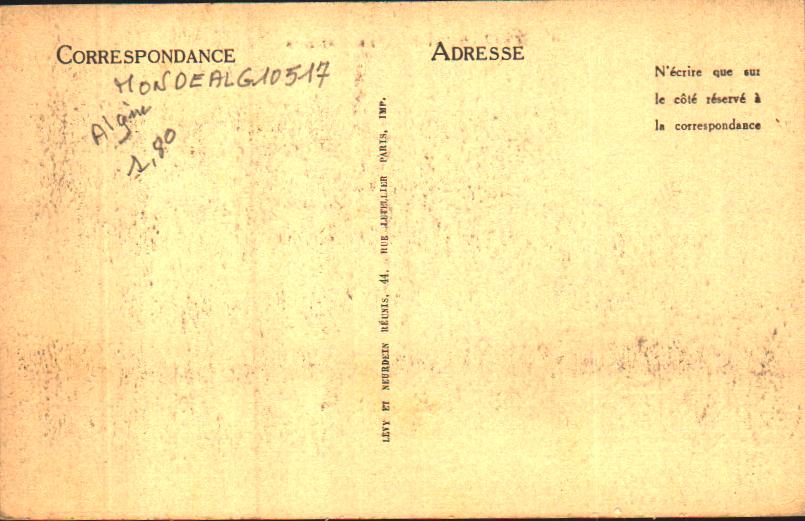 CORRESPONDANCE
ADRESSE
MONDEALG10517
Algérie
1,80
N'écrire que sur
le côté réservé à
la correspondance
LÉVY ET NEURDEIN RÉUNIS, 44, RUE LETELLIER PARIS, IMP.